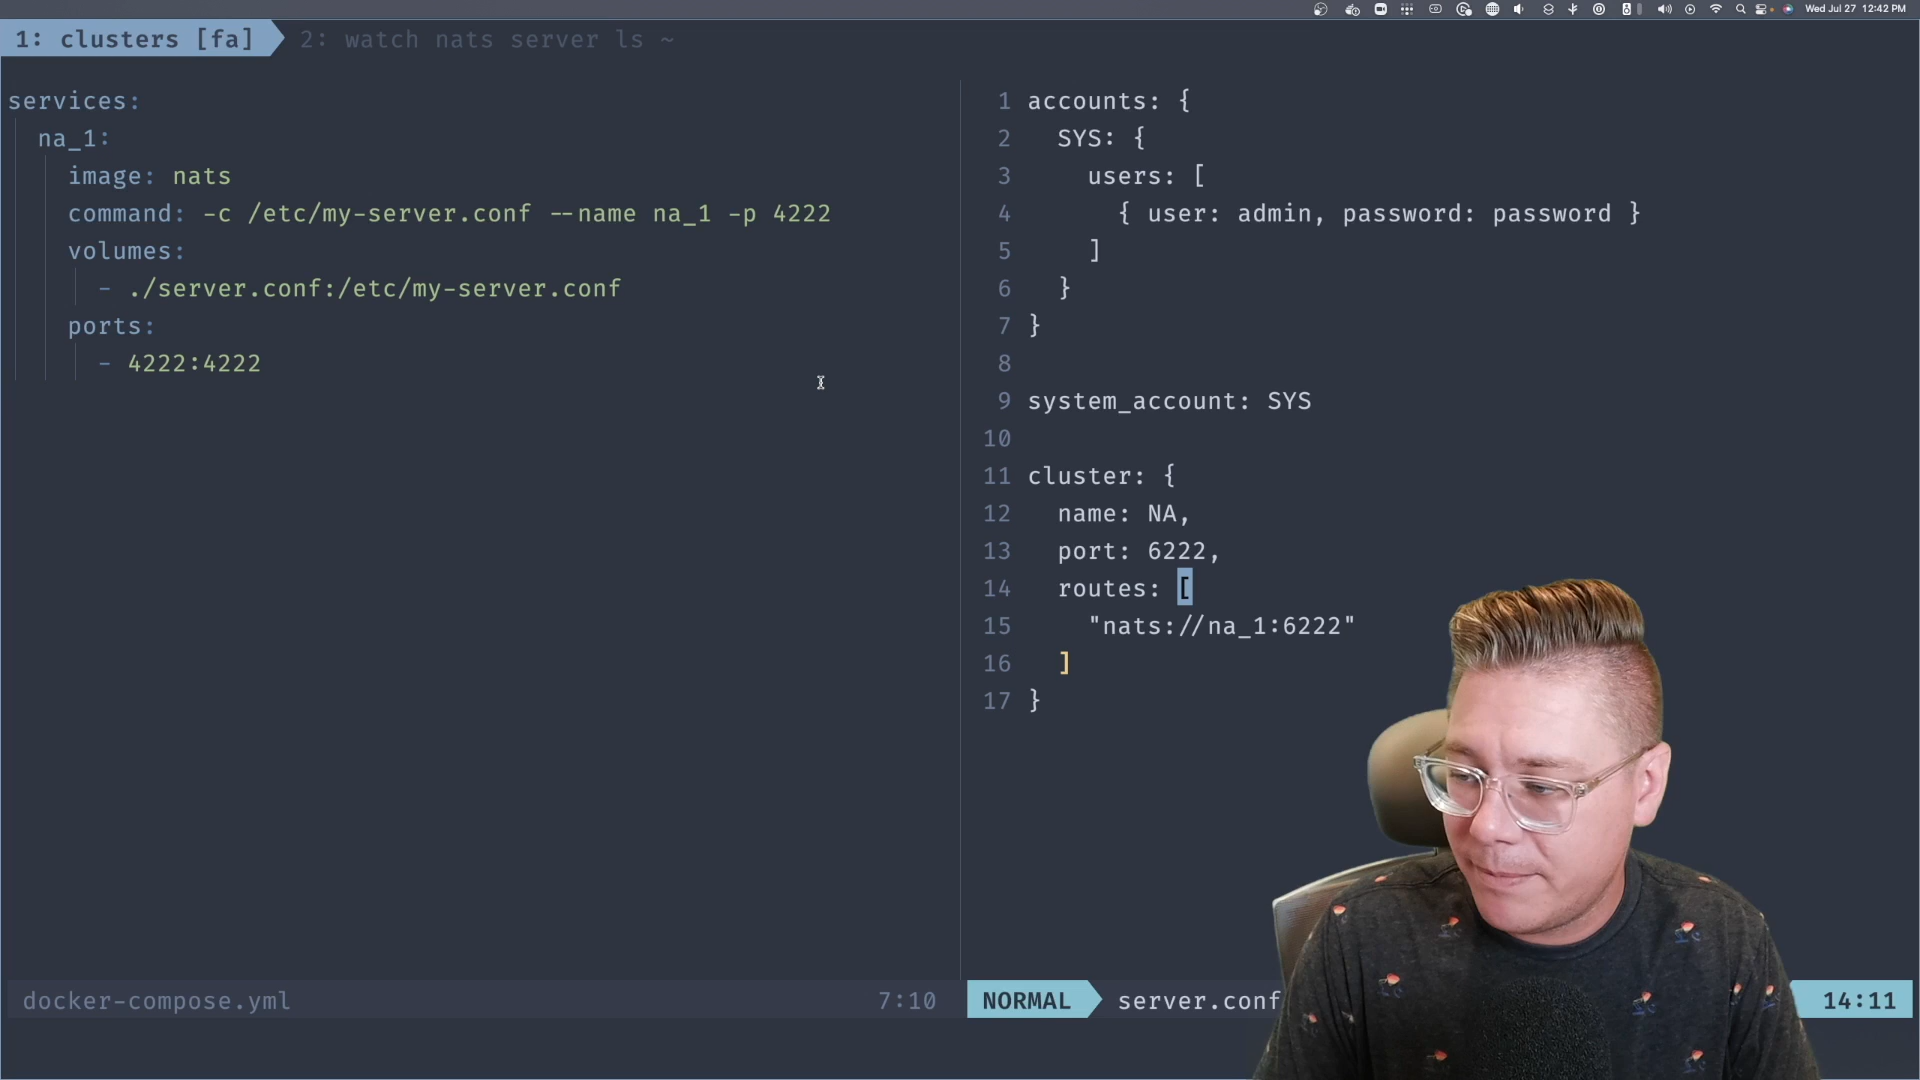 Wed Jul 27 12:42 PM
1: clusters [fa] 2: watch nats server ls ~
services:
na_1:
image: nats
command: -c /etc/my-server.conf --name na_1 -p 4222
volumes:
- ./server.conf:/etc/my-server.conf
ports:
- 4222:4222
1 accounts: {
2 SYS: {
3 users: [
4 { user: admin, password: password }
5 ]
6 }
7 }
8
9 system_account: SYS
10
11 cluster: {
12 name: NA,
13 port: 6222,
14 routes: [
15 "nats://na_1:6222"
16 ]
17 }
docker-compose.yml 7:10
NORMAL server.conf 14:11